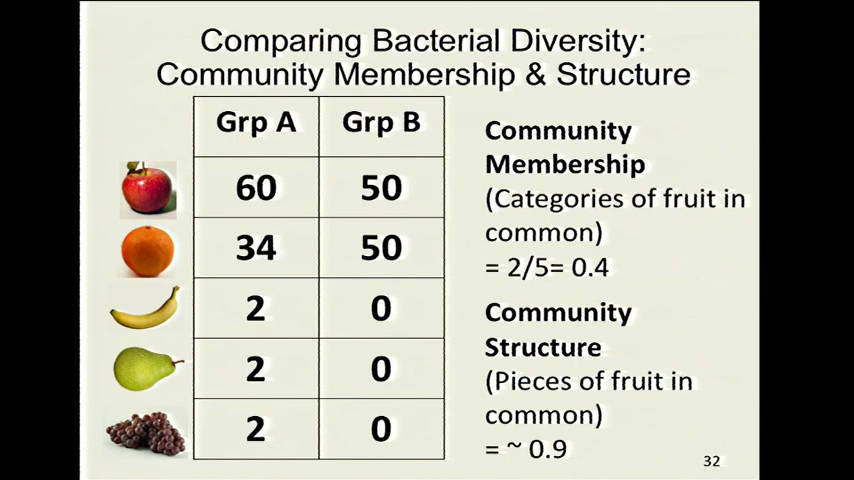 Comparing Bacterial Diversity:
Community Membership & Structure
Grp A Grp B
60 50
34 50
2 0
2 0
2 0
Community
Membership
(Categories of fruit in
common)
= 2/5= 0.4
Community
Structure
(Pieces of fruit in
common)
= ~ 0.9
32